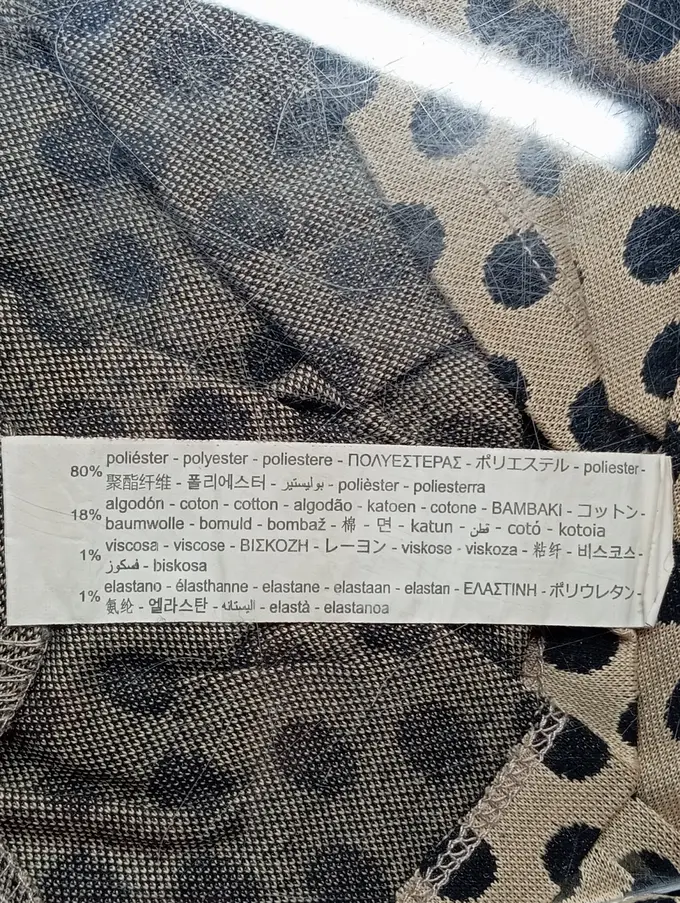 80% poliéster - polyester - poliestere - ΠΟΛΥΕΣΤΕΡΑΣ - ポリエステル - poliester-
聚酯纤维 - 폴리에스터 - بوليستير - polièster - poliesterra
18% algodón - coton - cotton - algodão - katoen - cotone - ΒΑΜΒΑΚΙ - コットン-
baumwolle - bomuld - bombaž - 棉 - 면 - katun - قطن - cotó - kotoia
1% viscosa - viscose - ΒΙΣΚΟΖΗ - レーヨン - viskose - viskoza - 粘纤 - 비스코스-
فسكوز - biskosa
1% elastano - élasthanne - elastane - elastaan - elastan - ΕΛΑΣΤΙΝΗ - ポリウレタン-
氨纶 - 엘라스탄 - اليستانه - elastà - elastanoa